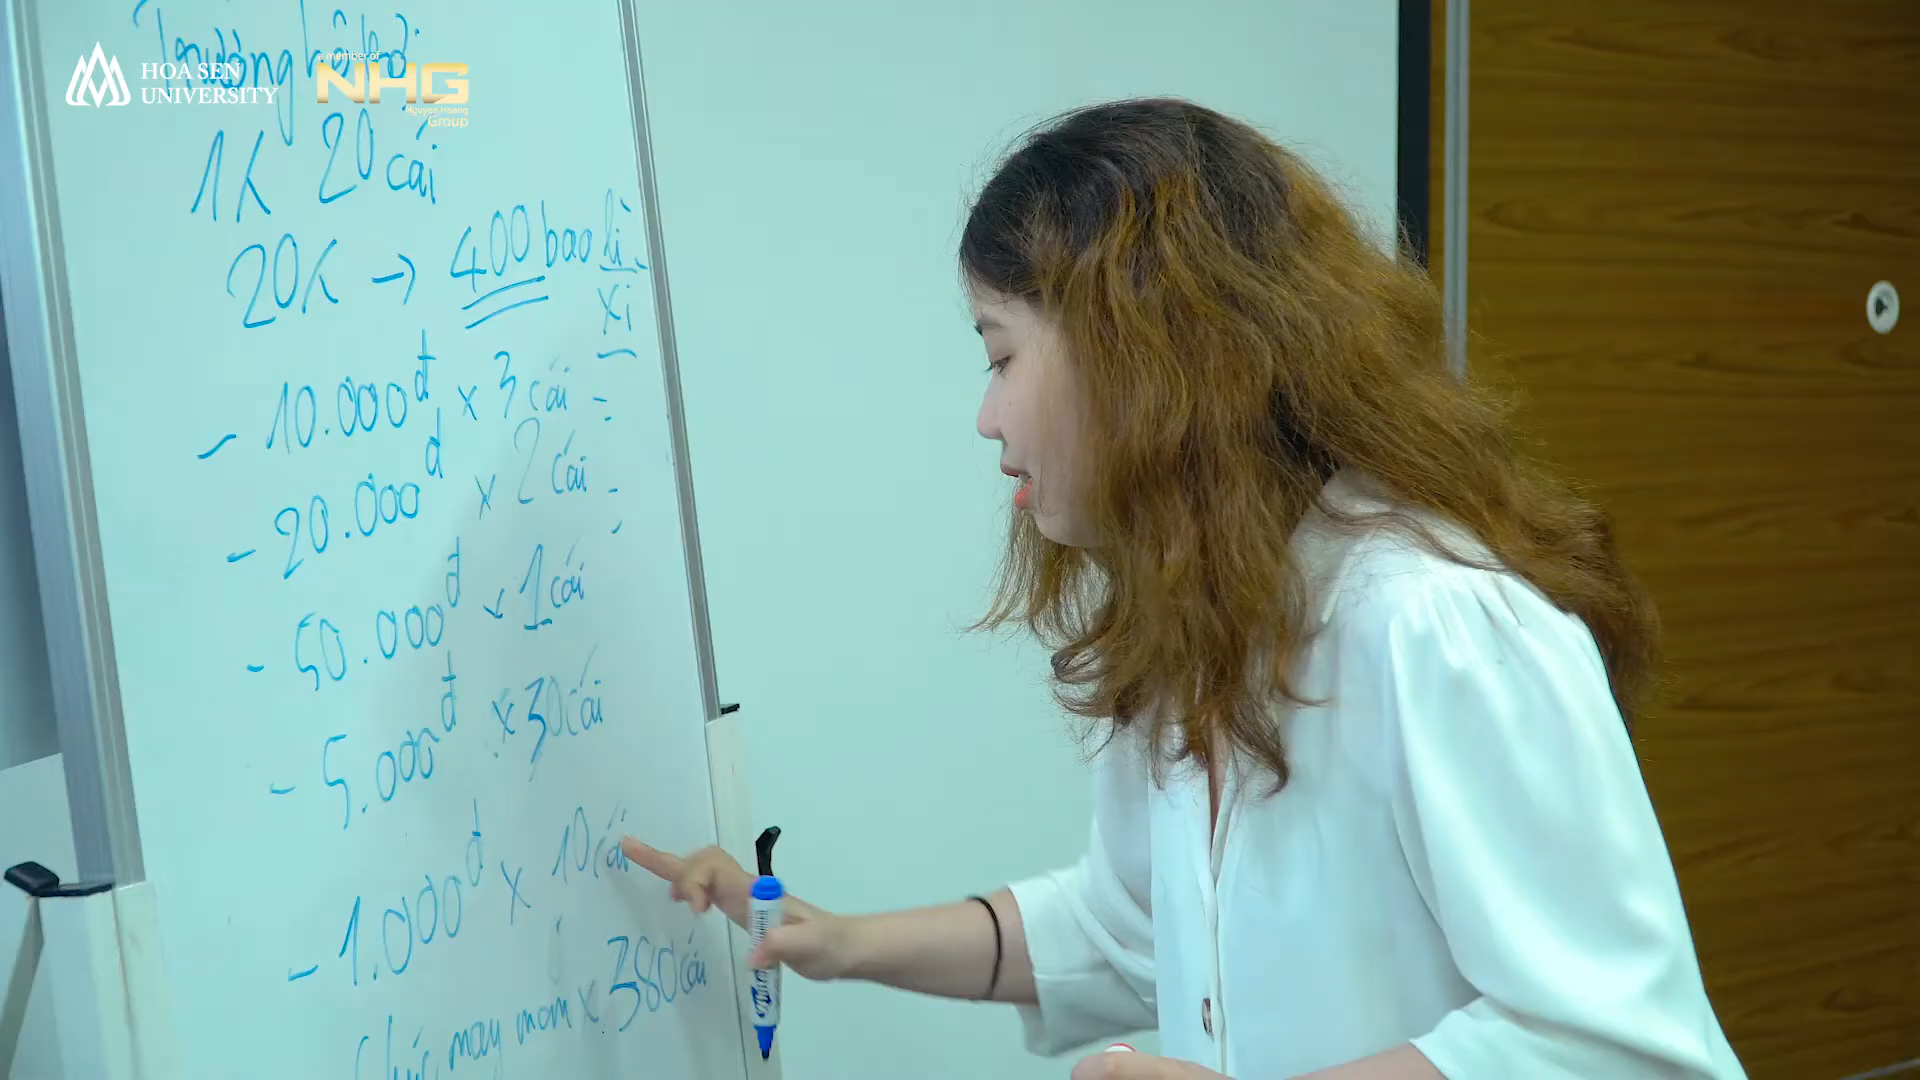 HOA SEN
UNIVERSITY
a member of
NHG
Nguyen Hoang
Group
1K 20 cái
20K → 400 bao lì
xì
- 10.000đ x 3 cái
- 20.000đ x 2 cái
- 50.000đ x 1 cái
- 5.000đ x 30 cái
- 1.000đ x 10 cái
Chúc may mắn x 380 cái